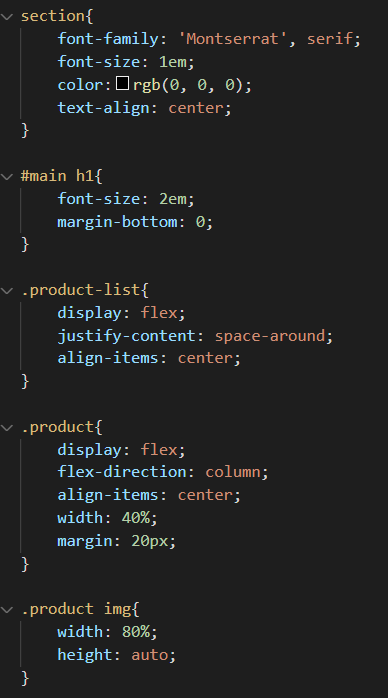 section{
font-family: 'Montserrat', serif;
font-size: 1em;
color: rgb(0, 0, 0);
text-align: center;
}
#main h1{
font-size: 2em;
margin-bottom: 0;
}
.product-list{
display: flex;
justify-content: space-around;
align-items: center;
}
.product{
display: flex;
flex-direction: column;
align-items: center;
width: 40%;
margin: 20px;
}
.product img{
width: 80%;
height: auto;
}